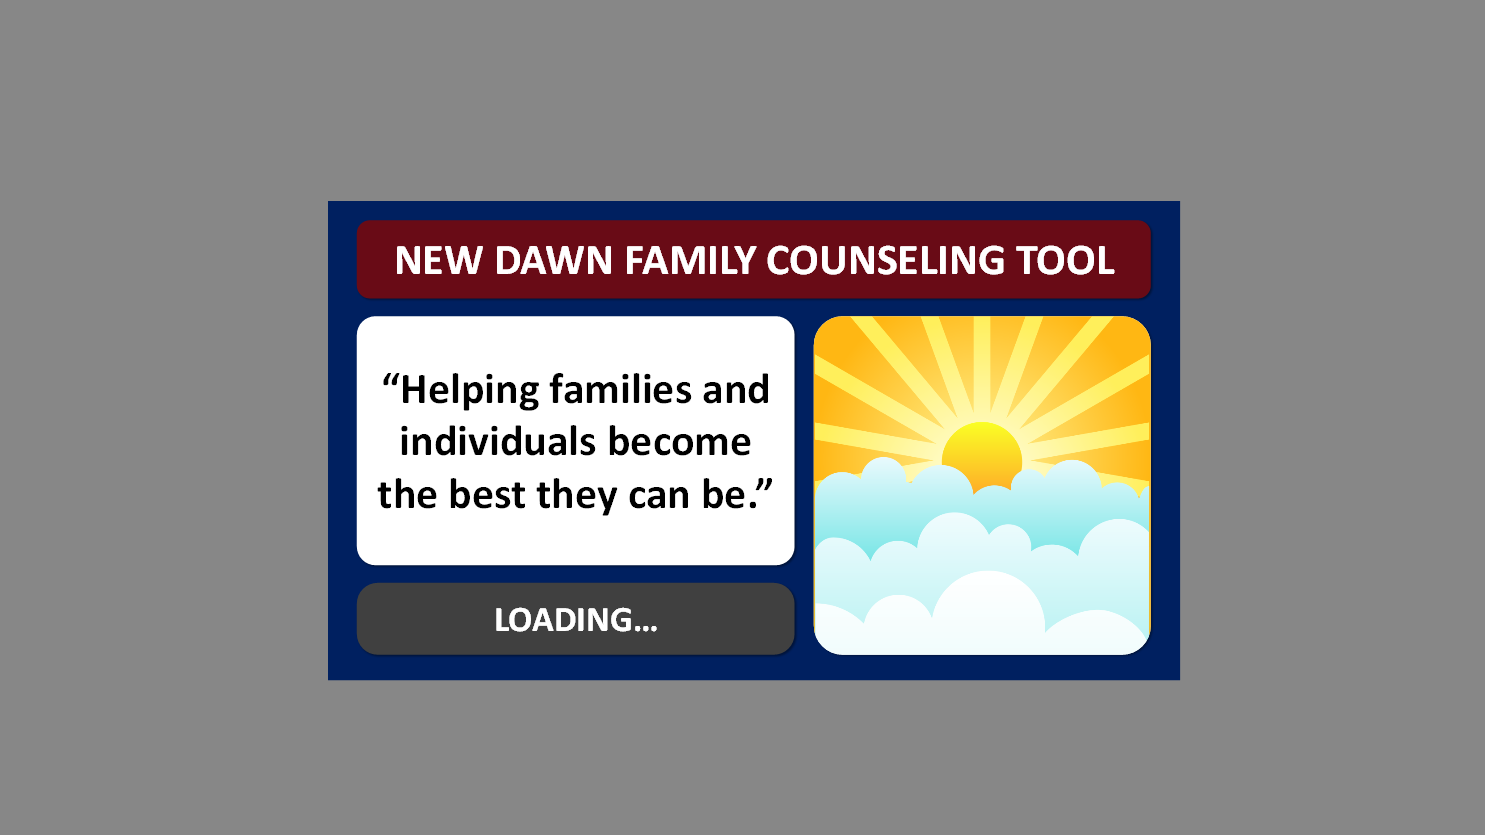 NEW DAWN FAMILY COUNSELING TOOL
“Helping families and
individuals become
the best they can be.”
LOADING...